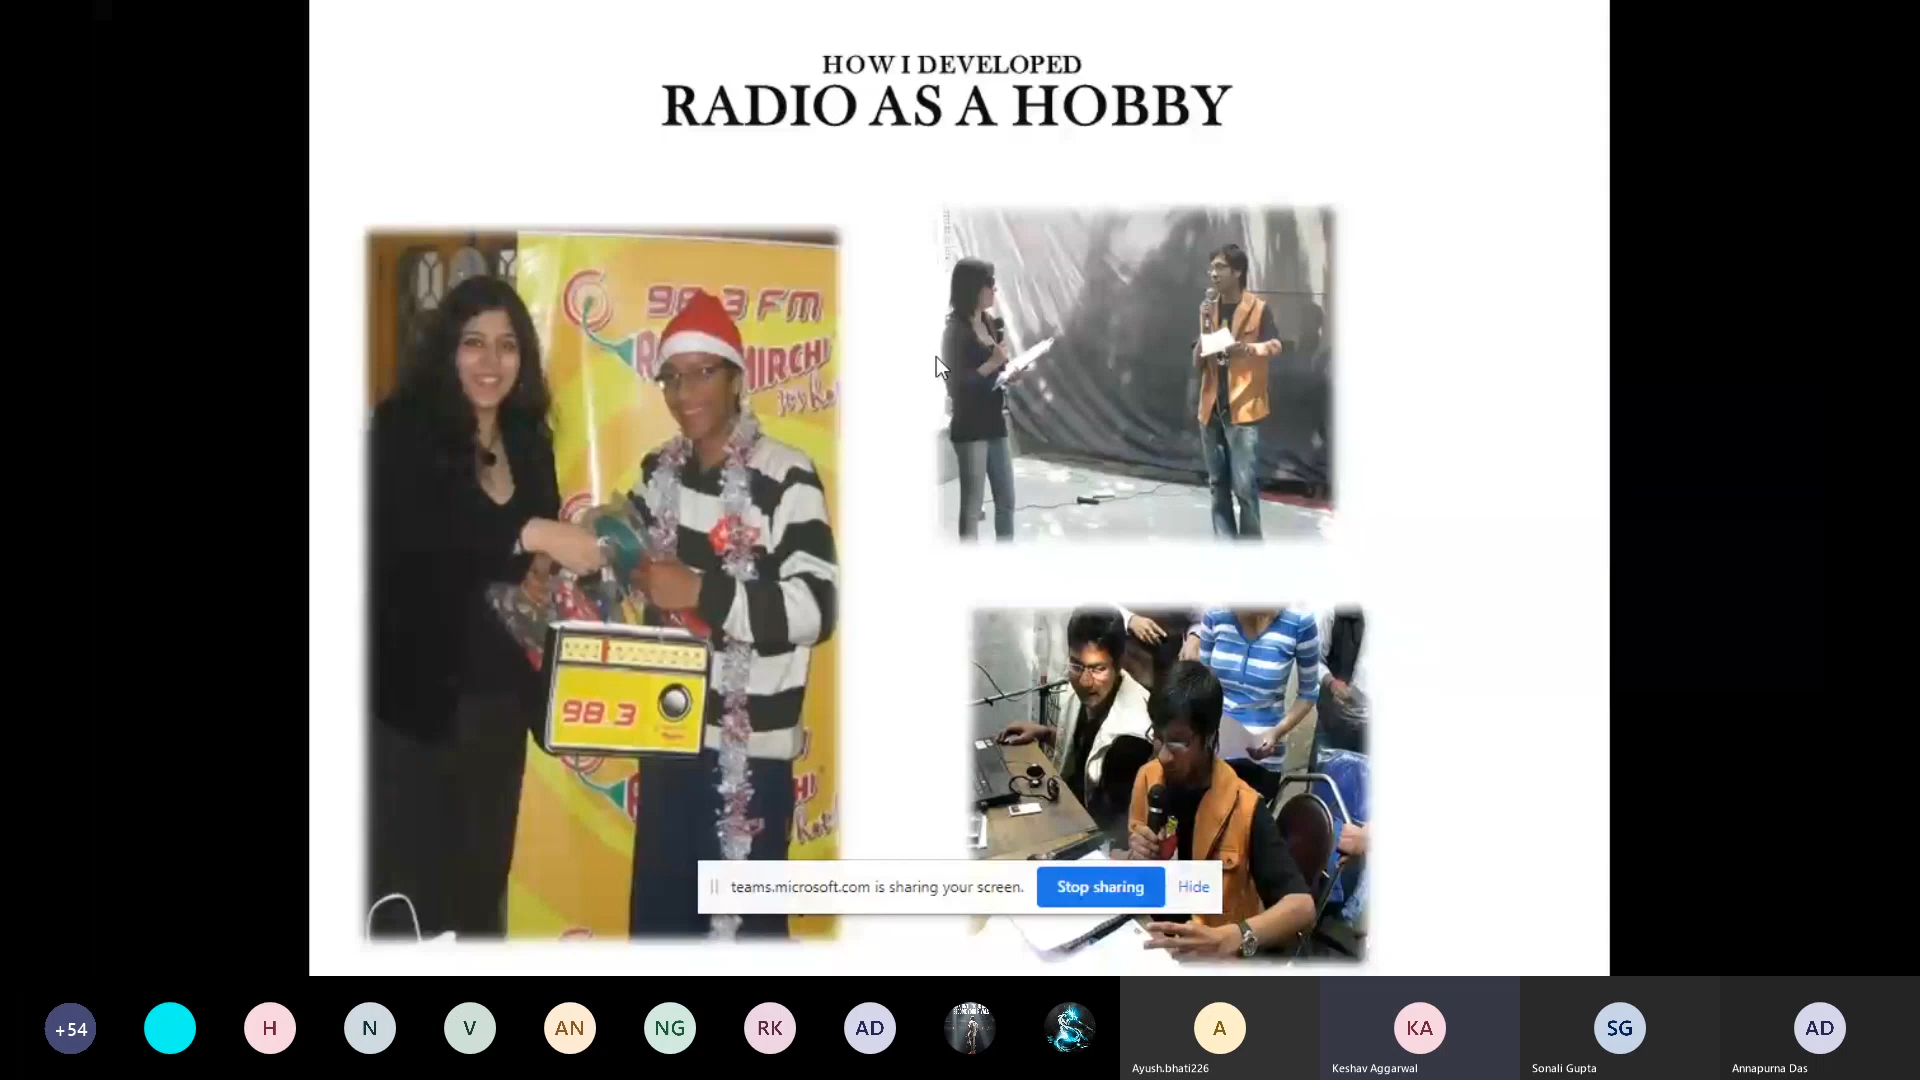 HOW I DEVELOPED
RADIO AS A HOBBY
98.3 FM
MIRCHI
98.3
teams.microsoft.com is sharing your screen.
Stop sharing
Hide
+54
H
N
V
AN
NG
RK
AD
A
KA
SG
AD
Ayush.bhati226
Keshav Aggarwal
Sonali Gupta
Annapurna Das